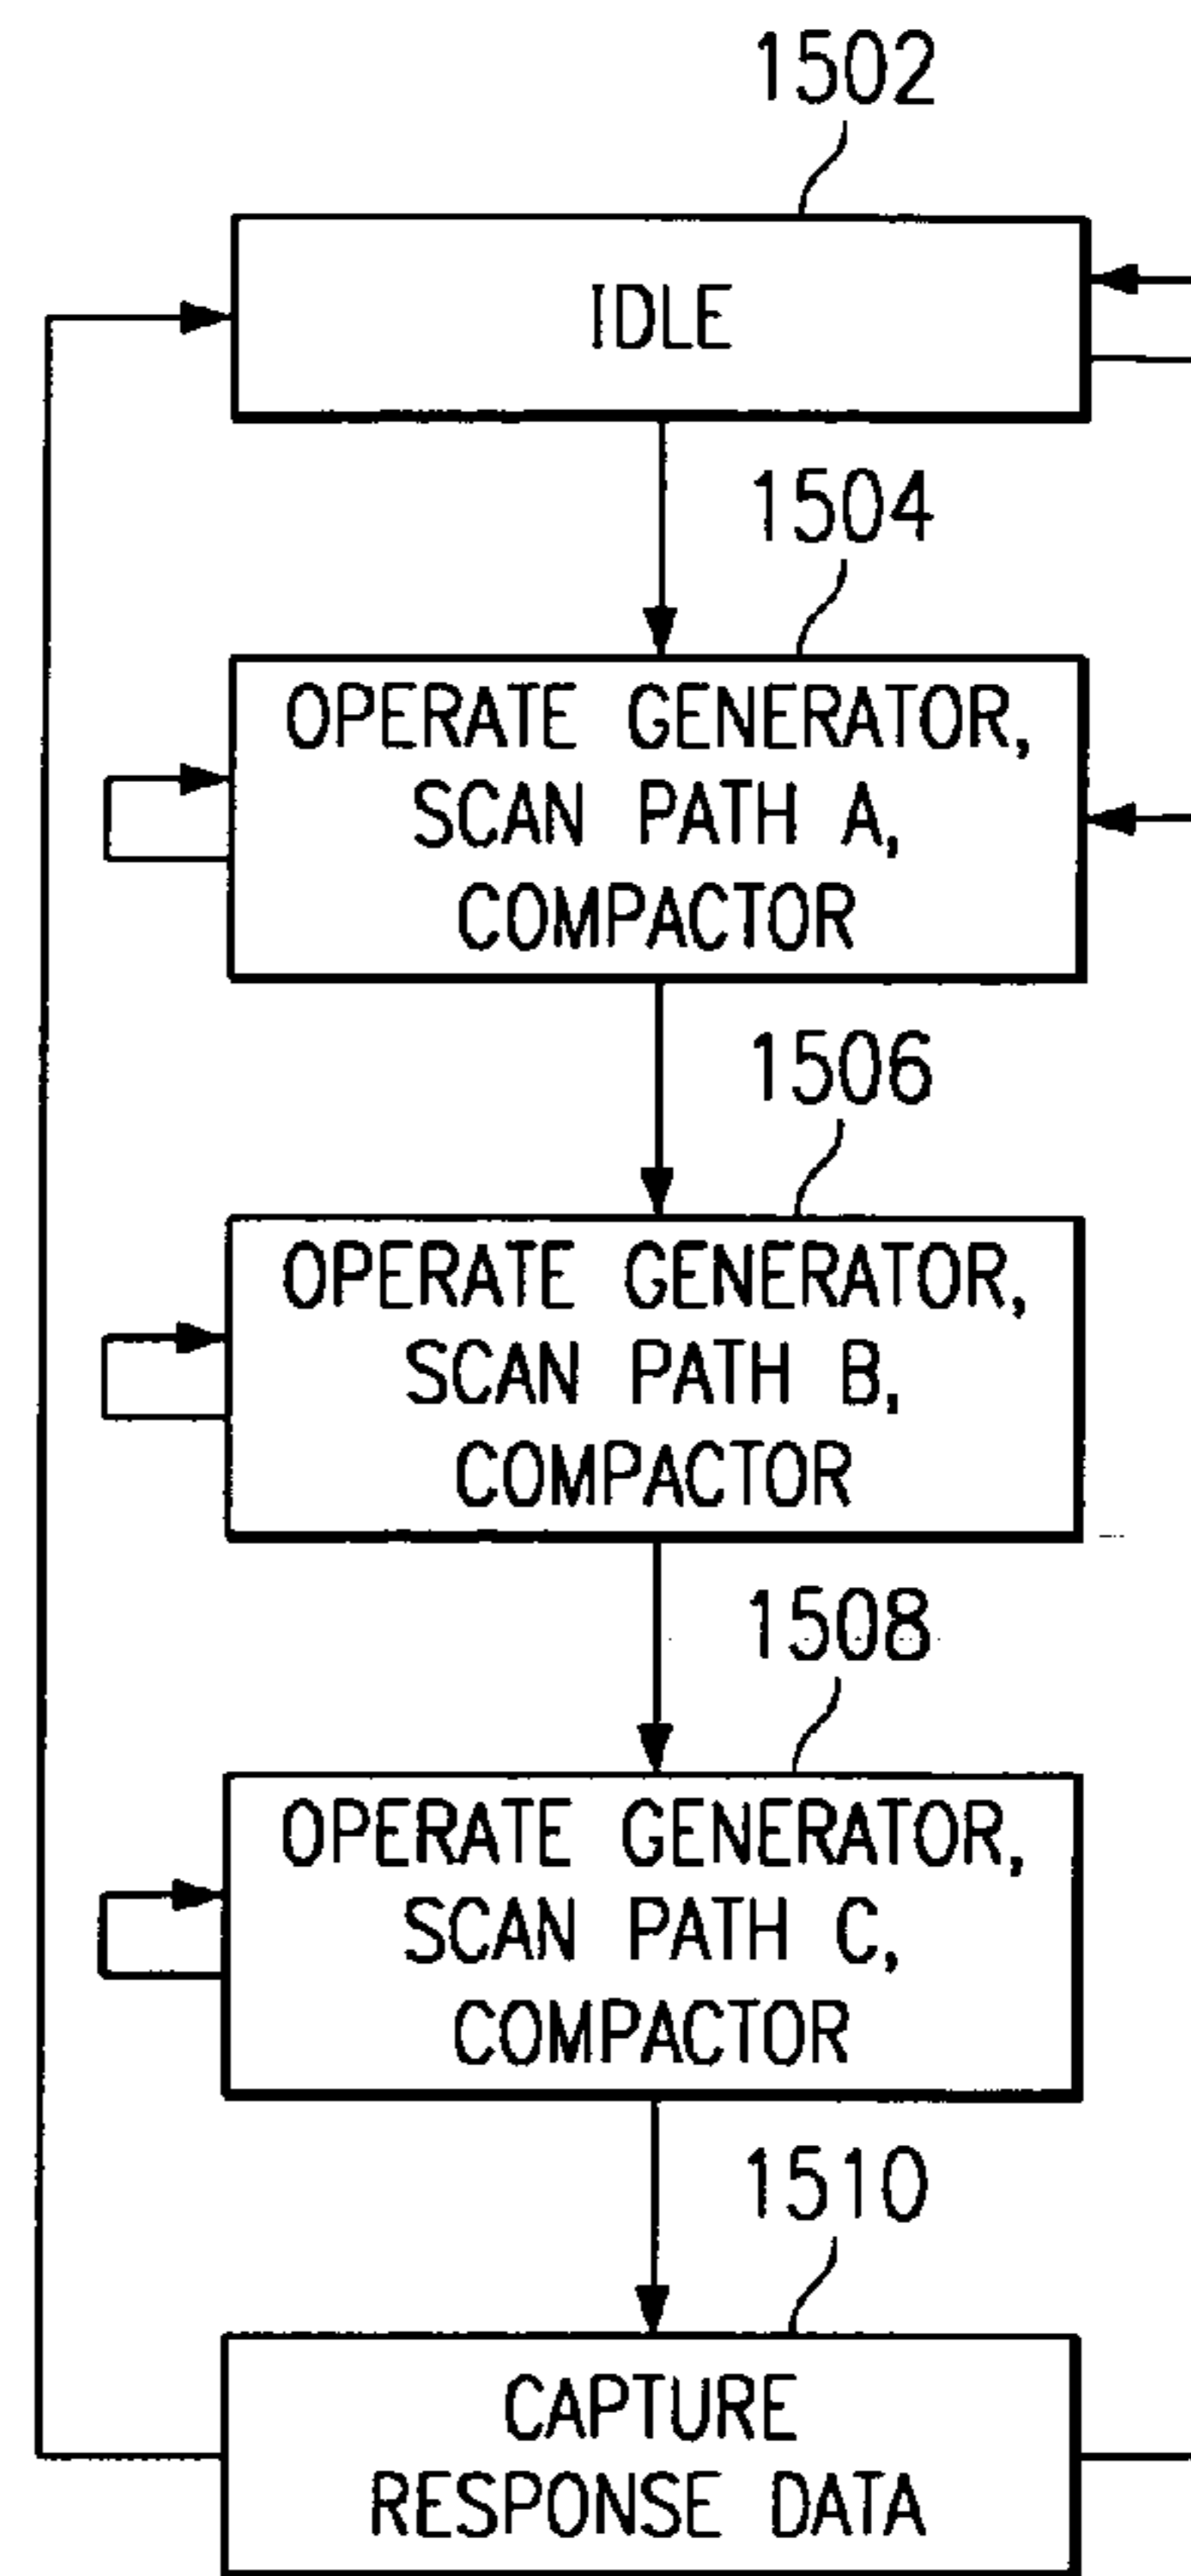 1502
IDLE
1504
OPERATE GENERATOR,
SCAN PATH A,
COMPACTOR
1506
OPERATE GENERATOR,
SCAN PATH B,
COMPACTOR
1508
OPERATE GENERATOR,
SCAN PATH C,
COMPACTOR
1510
CAPTURE
RESPONSE DATA